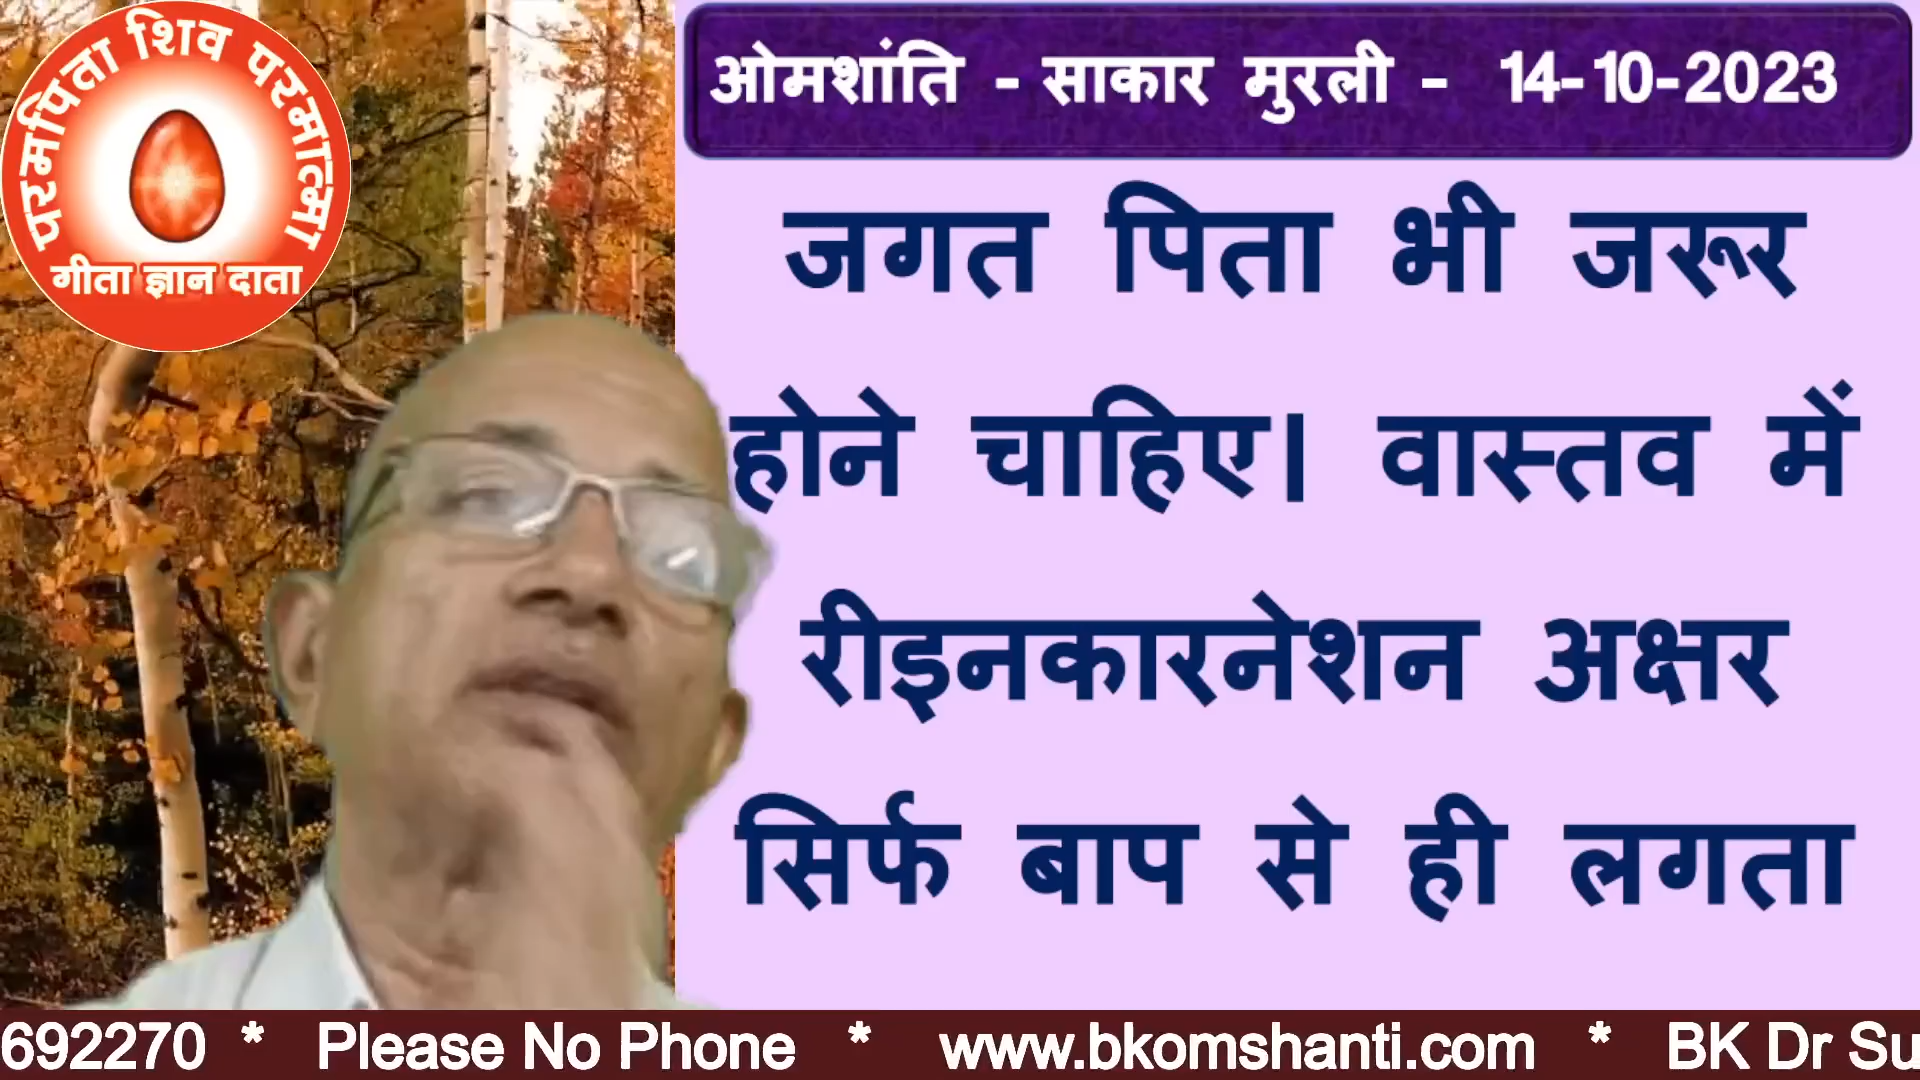 परमपिता शिव परमात्मा
गीता ज्ञान दाता
ओमशांति - साकार मुरली - 14-10-2023
जगत पिता भी जरूर
होने चाहिए। वास्तव में
रीइनकारनेशन अक्षर
सिर्फ बाप से ही लगता
692270 * Please No Phone * www.bkomshanti.com * BK Dr Su